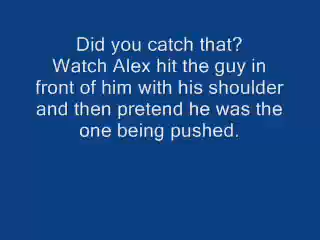 Did you catch that?
Watch Alex hit the guy in
front of him with his shoulder
and then pretend he was the
one being pushed.